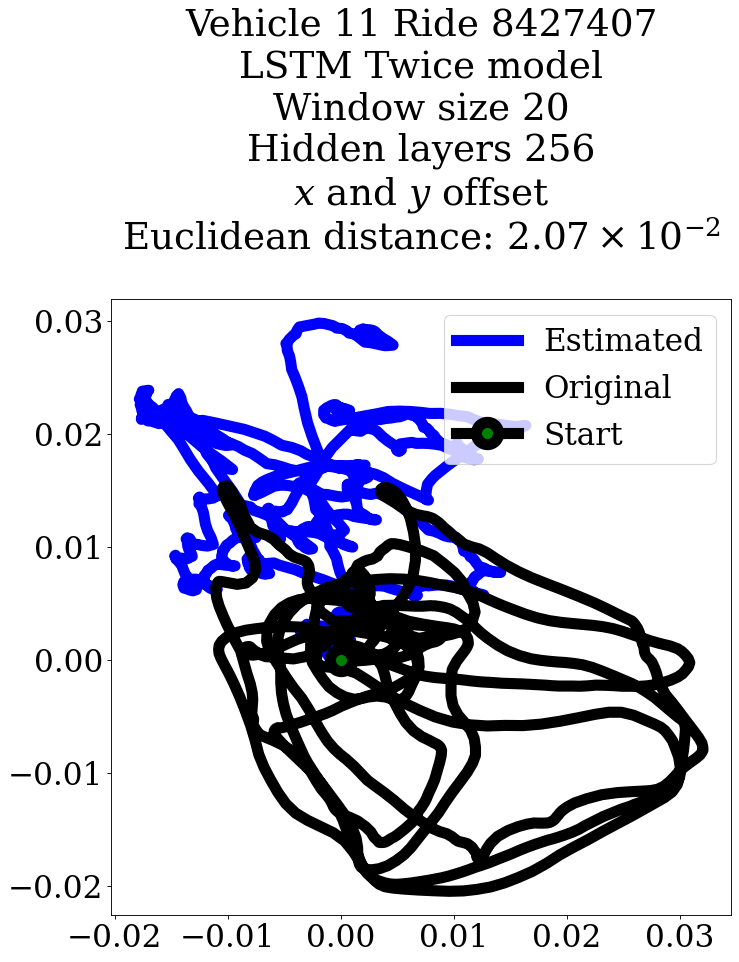 Vehicle 11 Ride 8427407
LSTM Twice model
Window size 20
Hidden layers 256
x and y offset
Euclidean distance: 2.07 × 10⁻²
Estimated
Original
Start
0.03
0.02
0.01
0.00
−0.01
−0.02
−0.02 −0.01 0.00 0.01 0.02 0.03